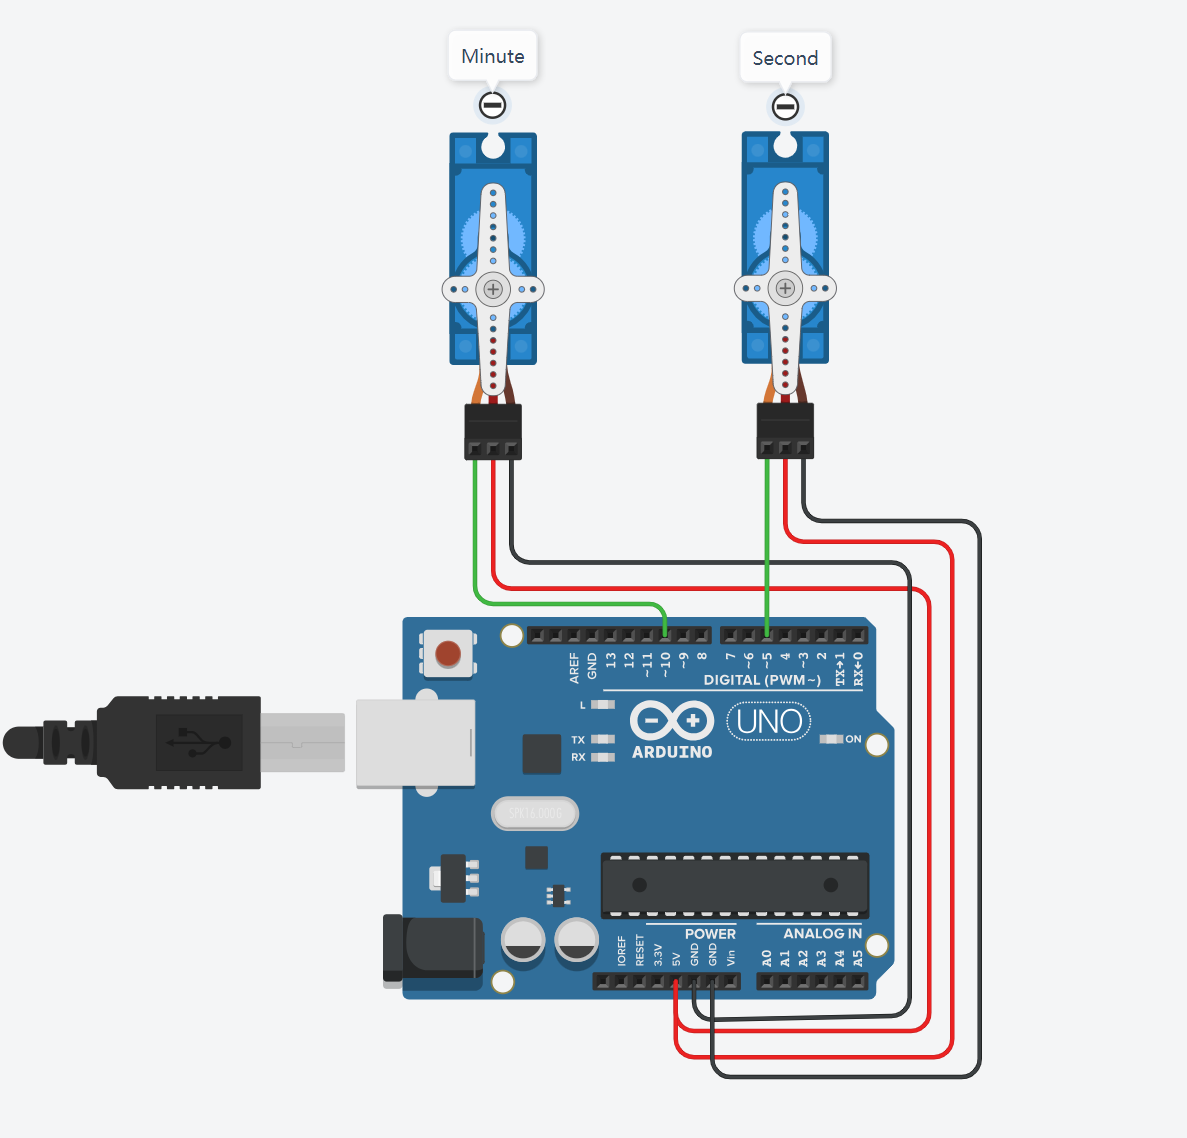 Minute
Second
AREF
GND
13
12
~11
~10
~9
8
7
~6
~5
4
~3
2
TX→1
RX←0
DIGITAL (PWM~)
L
TX
RX
ARDUINO
UNO
ON
SPK16.000G
POWER
ANALOG IN
IOREF
RESET
3.3V
5V
GND
GND
Vin
A0
A1
A2
A3
A4
A5